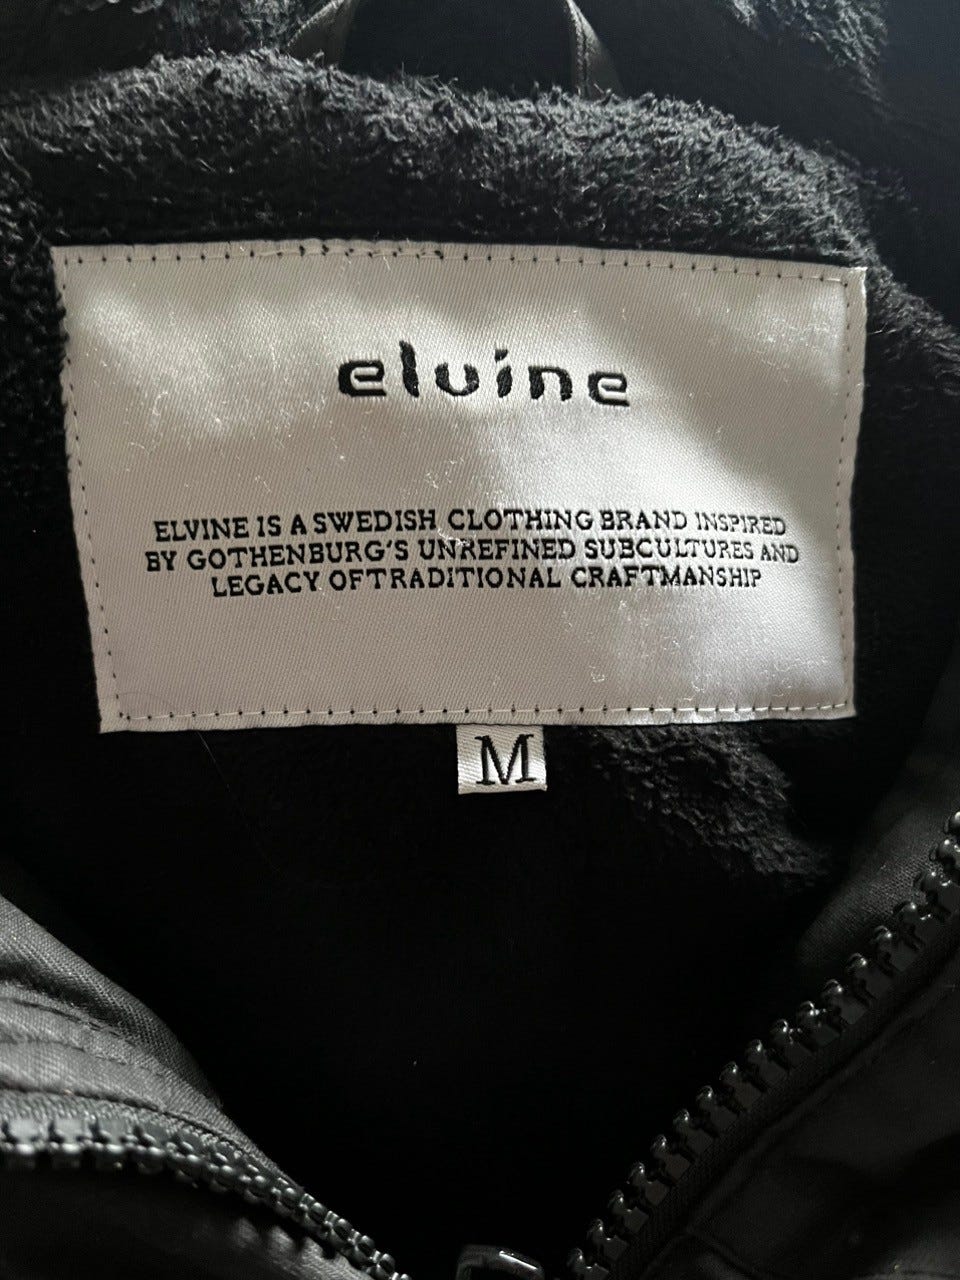 elvine
ELVINE IS A SWEDISH CLOTHING BRAND INSPIRED
BY GOTHENBURG'S UNREFINED SUBCULTURES AND
LEGACY OF TRADITIONAL CRAFTMANSHIP
M